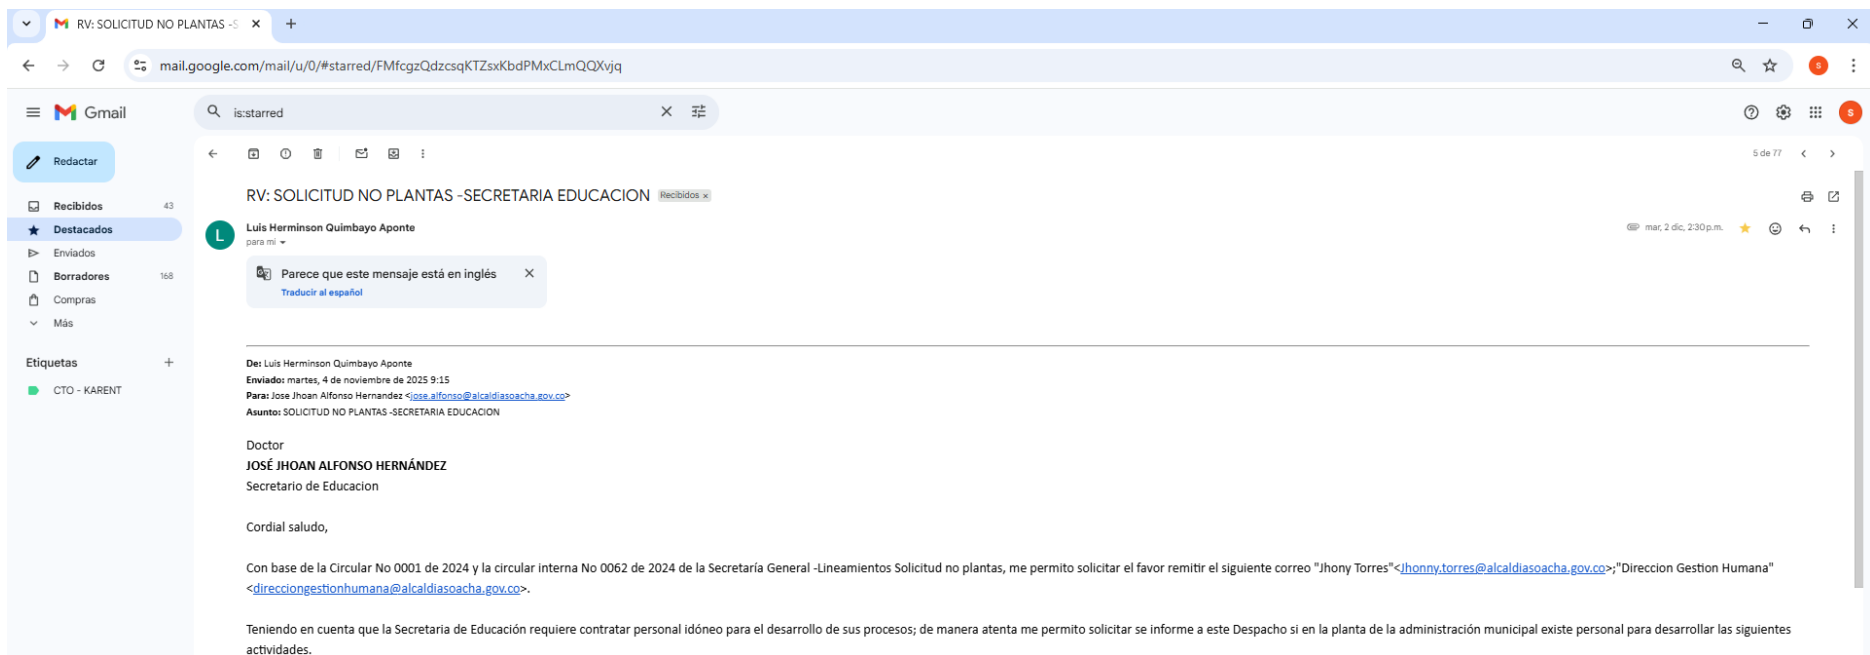 RV: SOLICITUD NO PLANTAS -S
mail.google.com/mail/u/0/#starred/FMfcgzQdzcsqKTZsxKbdPMxCLmQQXvjq
S
Gmail
is:starred
S
Redactar
5 de 77
RV: SOLICITUD NO PLANTAS -SECRETARIA EDUCACION
Recibidos x
Recibidos 43
Destacados
Enviados
Borradores 168
Compras
Más
Etiquetas +
CTO - KARENT
L
Luis Herminson Quimbayo Aponte
para mí
mar, 2 dic, 2:30 p.m.
Parece que este mensaje está en inglés
Traducir al español
De: Luis Herminson Quimbayo Aponte
Enviado: martes, 4 de noviembre de 2025 9:15
Para: Jose Jhoan Alfonso Hernandez <jose.alfonso@alcaldiasoacha.gov.co>
Asunto: SOLICITUD NO PLANTAS -SECRETARIA EDUCACION
Doctor
JOSÉ JHOAN ALFONSO HERNÁNDEZ
Secretario de Educacion
Cordial saludo,
Con base de la Circular No 0001 de 2024 y la circular interna No 0062 de 2024 de la Secretaría General -Lineamientos Solicitud no plantas, me permito solicitar el favor remitir el siguiente correo "Jhony Torres"<Jhonny.torres@alcaldiasoacha.gov.co>;"Direccion Gestion Humana"
<direcciongestionhumana@alcaldiasoacha.gov.co>.
Teniendo en cuenta que la Secretaria de Educación requiere contratar personal idóneo para el desarrollo de sus procesos; de manera atenta me permito solicitar se informe a este Despacho si en la planta de la administración municipal existe personal para desarrollar las siguientes
actividades.